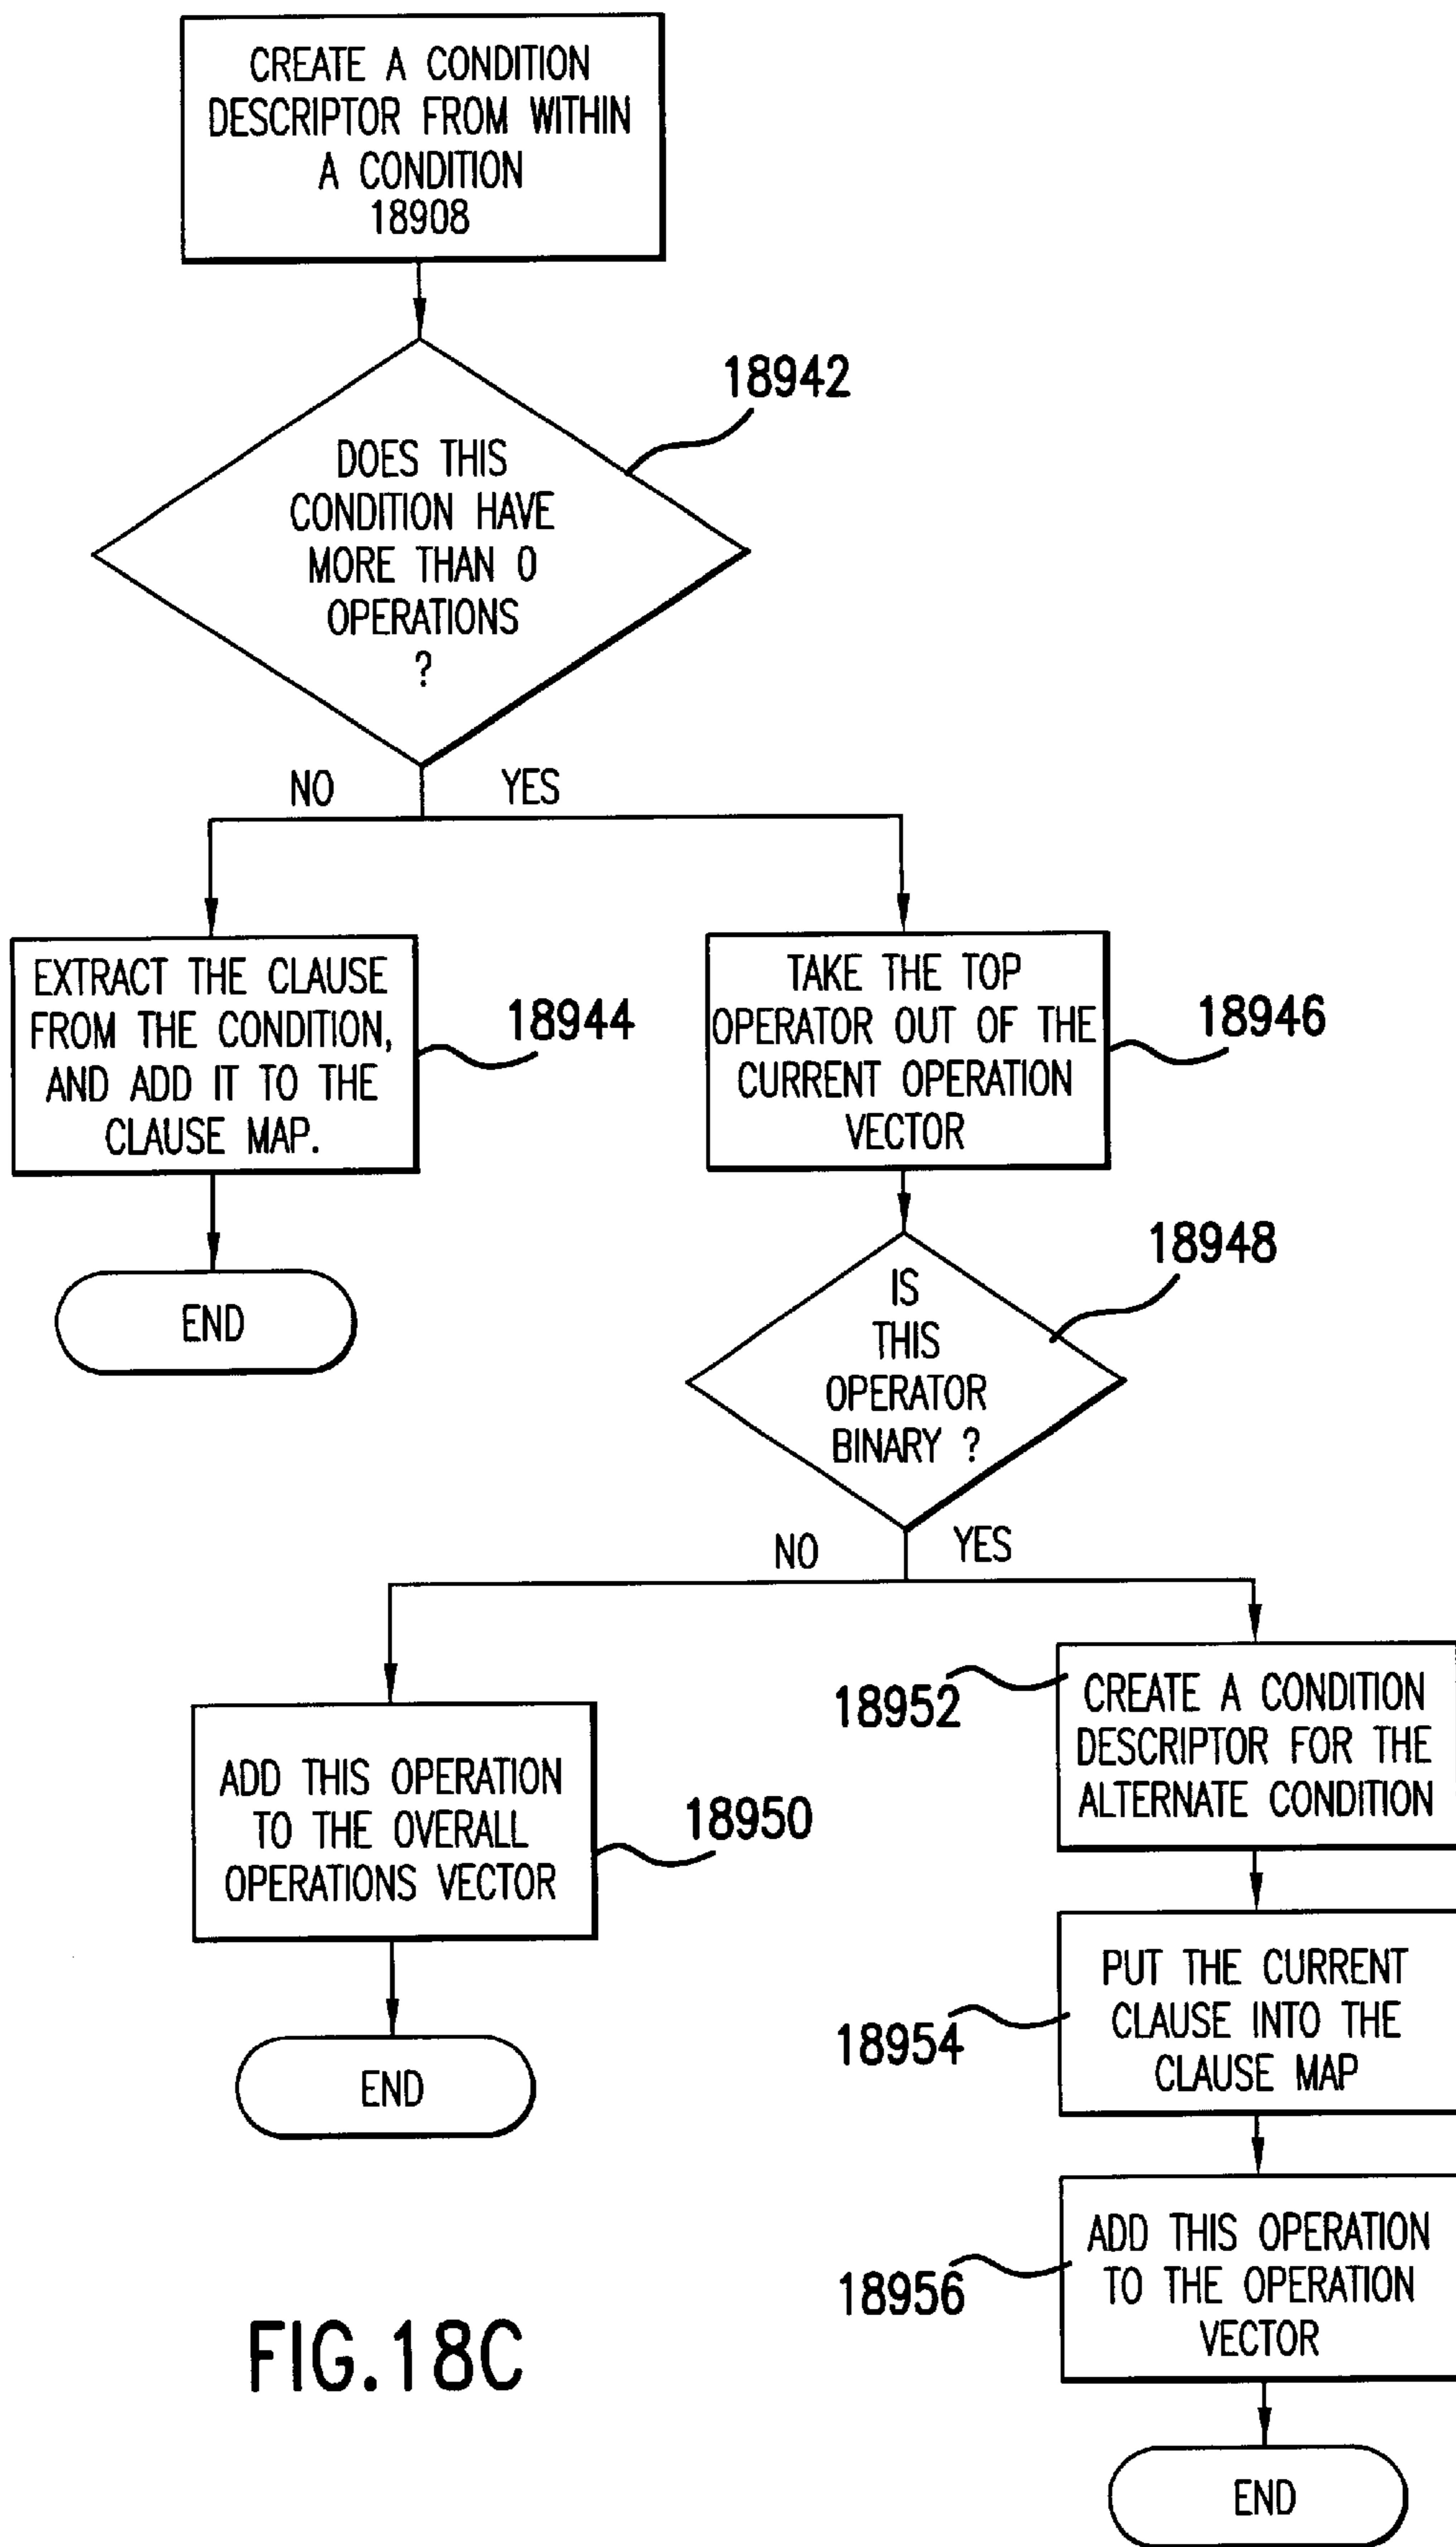 CREATE A CONDITION
DESCRIPTOR FROM WITHIN
A CONDITION
18908
18942
DOES THIS
CONDITION HAVE
MORE THAN 0
OPERATIONS
?
NO
YES
EXTRACT THE CLAUSE
FROM THE CONDITION,
AND ADD IT TO THE
CLAUSE MAP.
18944
TAKE THE TOP
OPERATOR OUT OF THE
CURRENT OPERATION
VECTOR
18946
END
18948
IS
THIS
OPERATOR
BINARY ?
NO
YES
ADD THIS OPERATION
TO THE OVERALL
OPERATIONS VECTOR
18950
END
18952
CREATE A CONDITION
DESCRIPTOR FOR THE
ALTERNATE CONDITION
18954
PUT THE CURRENT
CLAUSE INTO THE
CLAUSE MAP
18956
ADD THIS OPERATION
TO THE OPERATION
VECTOR
END
FIG.18C